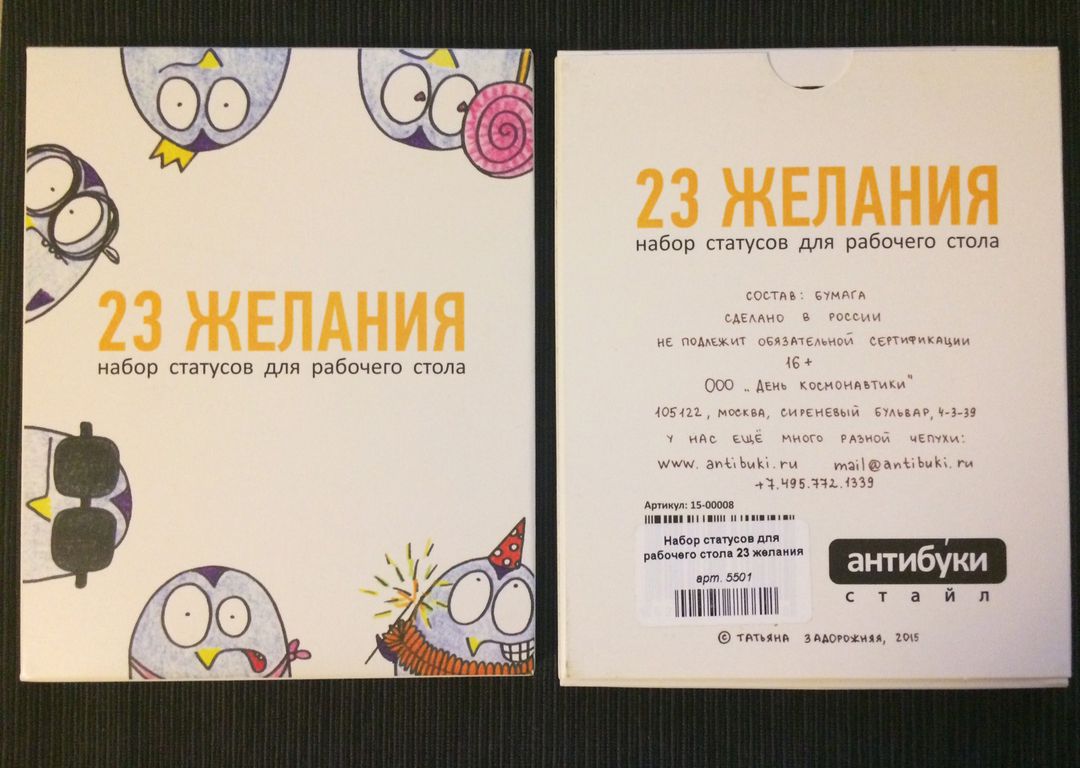 23 ЖЕЛАНИЯ
набор статусов для рабочего стола
23 ЖЕЛАНИЯ
набор статусов для рабочего стола
СОСТАВ: БУМАГА
СДЕЛАНО В РОССИИ
НЕ ПОДЛЕЖИТ ОБЯЗАТЕЛЬНОЙ СЕРТИФИКАЦИИ
16+
ООО „ДЕНЬ КОСМОНАВТИКИ"
105122, МОСКВА, СИРЕНЕВЫЙ БУЛЬВАР, 4-3-39
У НАС ЕЩЁ МНОГО РАЗНОЙ ЧЕПУХИ:
www. antibuki.ru mail@antibuki.ru
+7.495.772.1339
Артикул: 15-00008
Набор статусов для
рабочего стола 23 желания
арт. 5501
антибуки
стайл
© ТАТЬЯНА ЗАДОРОЖНЯЯ, 2015